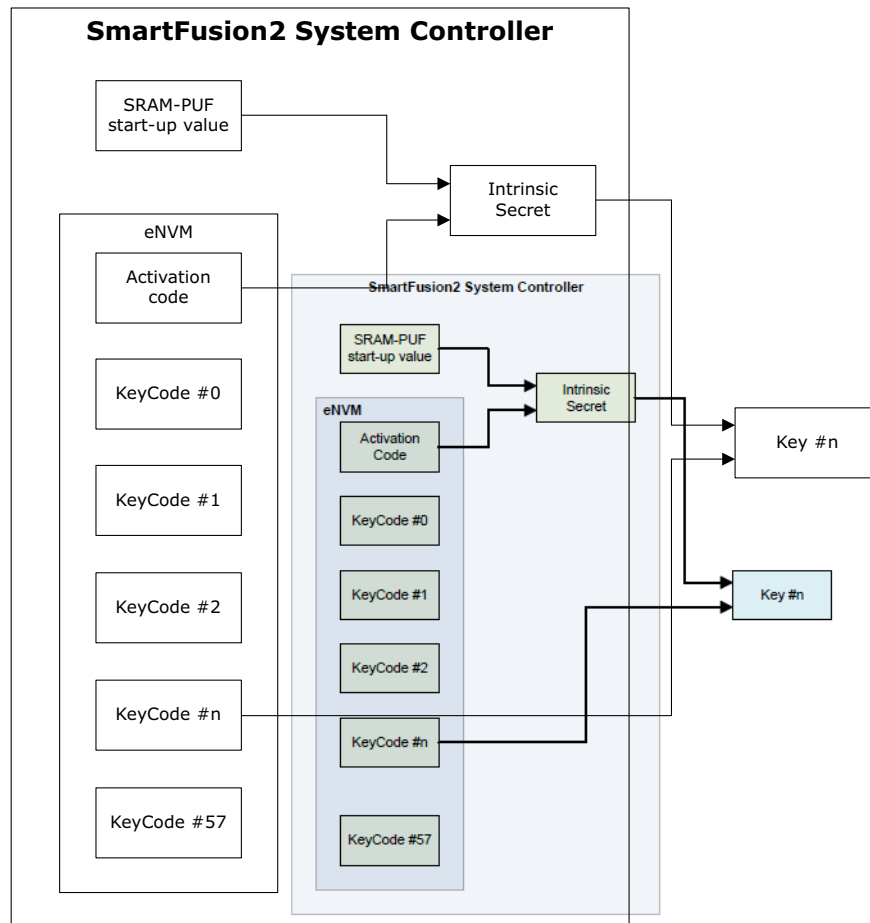 SmartFusion2 System Controller
SRAM-PUF
start-up value
Intrinsic
Secret
eNVM
Activation
code
KeyCode #0
KeyCode #1
KeyCode #2
KeyCode #n
KeyCode #57
Key #n
SmartFusion2 System Controller
SRAM-PUF
start-up value
Intrinsic
Secret
eNVM
Activation
Code
KeyCode #0
KeyCode #1
KeyCode #2
KeyCode #n
KeyCode #57
Key #n